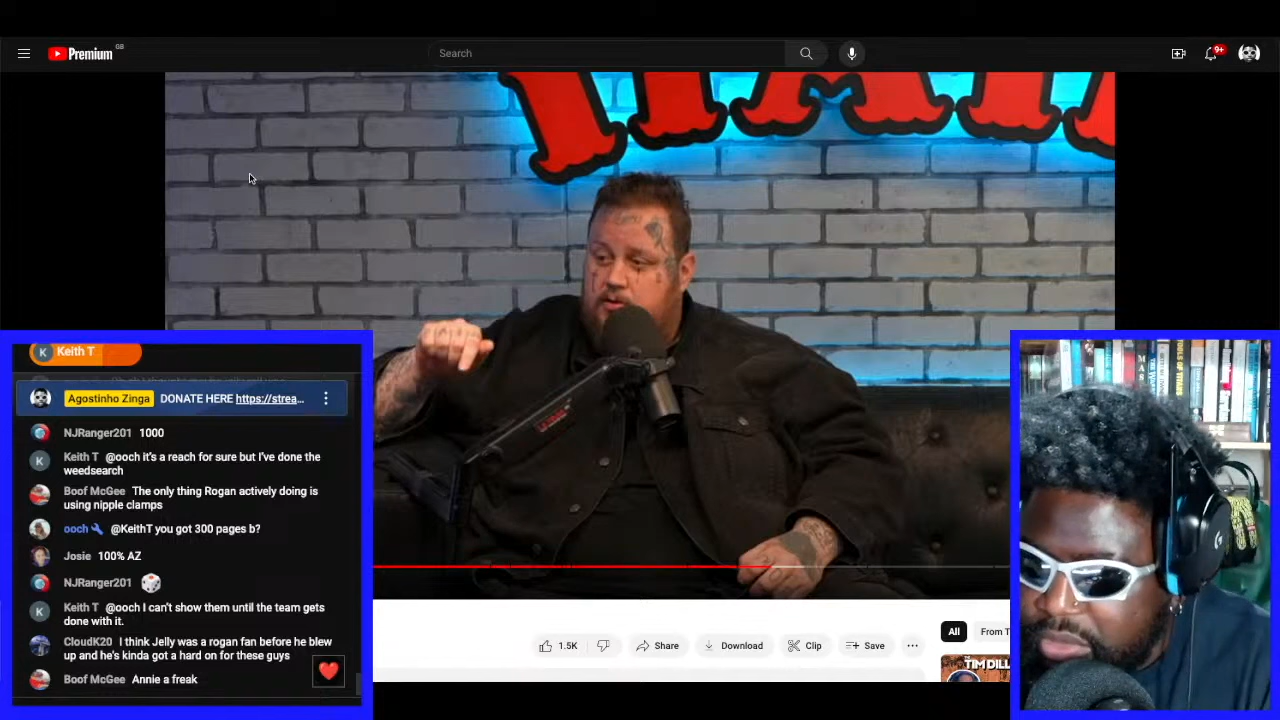 Premium GB
Search
9+
K Keith T
Agostinho Zinga DONATE HERE https://strea...
NJRanger201 1000
K Keith T @ooch it's a reach for sure but I've done the
weedsearch
Boof McGee The only thing Rogan actively doing is
using nipple clamps
ooch @KeithT you got 300 pages b?
Josie 100% AZ
NJRanger201
K Keith T @ooch I can't show them until the team gets
done with it.
CloudK20 I think Jelly was a rogan fan before he blew
up and he's kinda got a hard on for these guys
Boof McGee Annie a freak
1.5K
Share
Download
Clip
Save
All
From T
TIM DILL